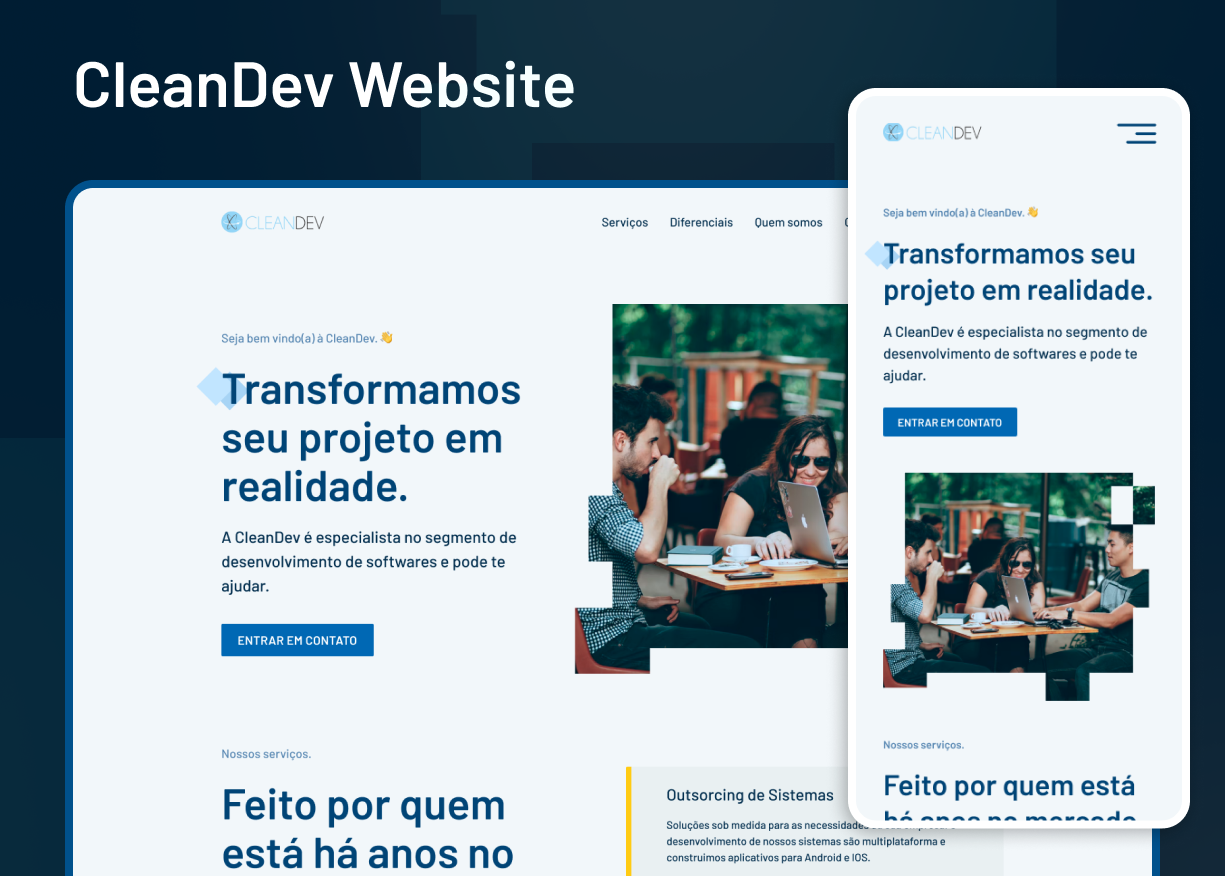 CleanDev Website
CLEANDEV
Serviços Diferenciais Quem somos
Seja bem vindo(a) à CleanDev. 👋
Transformamos
seu projeto em
realidade.
A CleanDev é especialista no segmento de
desenvolvimento de softwares e pode te
ajudar.
ENTRAR EM CONTATO
Nossos serviços.
Feito por quem
está há anos no
Outsorcing de Sistemas
Soluções sob medida para as necessidades
desenvolvimento de nossos sistemas são multiplataforma e
construimos aplicativos para Android e IOS.
CLEANDEV
Seja bem vindo(a) à CleanDev. 👋
Transformamos seu
projeto em realidade.
A CleanDev é especialista no segmento de
desenvolvimento de softwares e pode te
ajudar.
ENTRAR EM CONTATO
Nossos serviços.
Feito por quem está
há anos no mercado